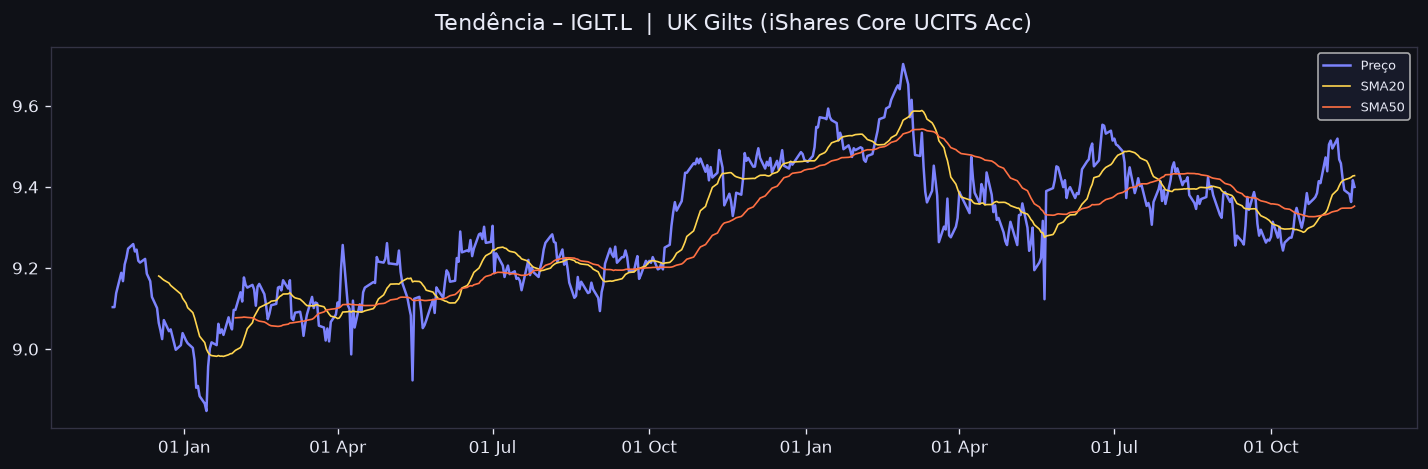 Tendência – IGLT.L | UK Gilts (iShares Core UCITS Acc)
Preço
SMA20
SMA50
9.6
9.4
9.2
9.0
01 Jan
01 Apr
01 Jul
01 Oct
01 Jan
01 Apr
01 Jul
01 Oct